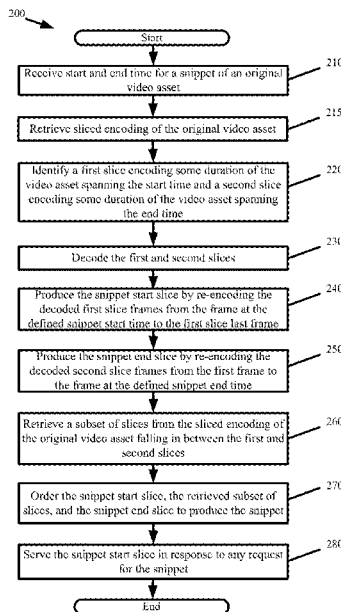 200
Start
Receive start and end time for a snippet of an original
video asset
210
Retrieve sliced encoding of the original video asset
215
Identify a first slice encoding some duration of the
video asset spanning the start time and a second slice
encoding some duration of the video asset spanning
the end time
220
Decode the first and second slices
230
Produce the snippet start slice by re-encoding the
decoded first slice frames from the frame at the
defined snippet start time to the first slice last frame
240
Produce the snippet end slice by re-encoding the
decoded second slice frames from the first frame to
the frame at the defined snippet end time
250
Retrieve a subset of slices from the sliced encoding of
the original video asset falling in between the first and
second slices
260
Order the snippet start slice, the retrieved subset of
slices, and the snippet end slice to produce the snippet
270
Serve the snippet start slice in response to any request
for the snippet
280
End